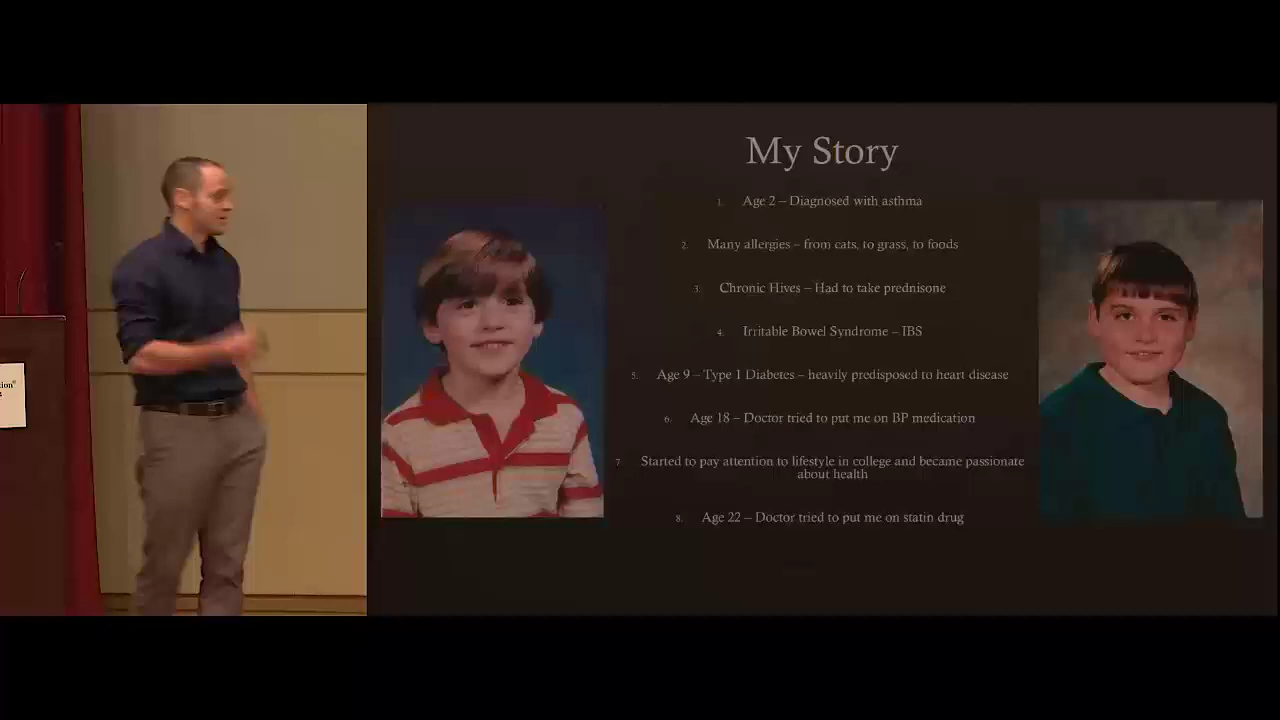 My Story
1. Age 2 – Diagnosed with asthma
2. Many allergies – from cats, to grass, to foods
3. Chronic Hives – Had to take prednisone
4. Irritable Bowel Syndrome – IBS
5. Age 9 – Type 1 Diabetes – heavily predisposed to heart disease
6. Age 18 – Doctor tried to put me on BP medication
7. Started to pay attention to lifestyle in college and became passionate
about health
8. Age 22 – Doctor tried to put me on statin drug